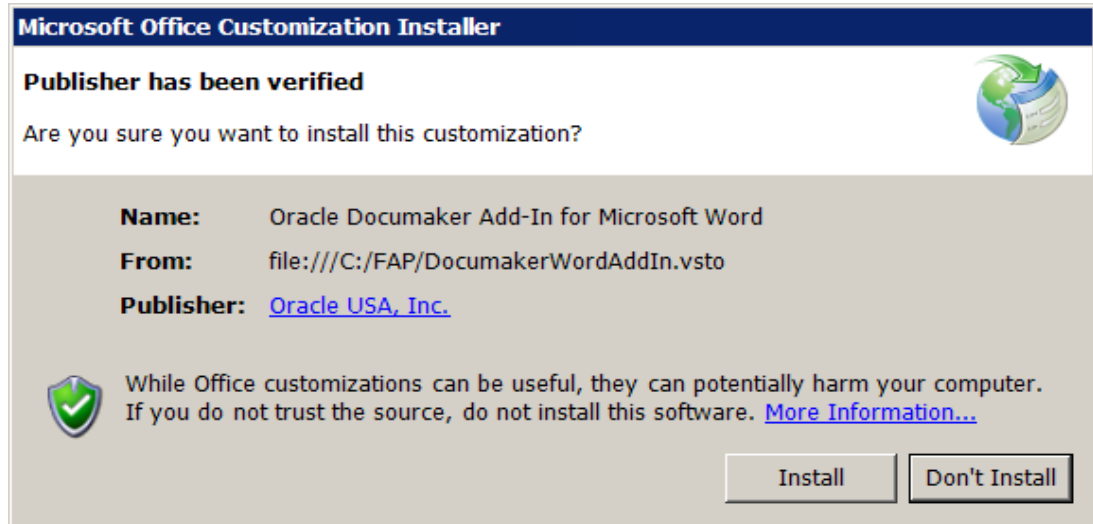 Microsoft Office Customization Installer
Publisher has been verified
Are you sure you want to install this customization?
Name: Oracle Documaker Add-In for Microsoft Word
From: file:///C:/FAP/DocumakerWordAddIn.vsto
Publisher: Oracle USA, Inc.
While Office customizations can be useful, they can potentially harm your computer.
If you do not trust the source, do not install this software. More Information...
Install Don't Install